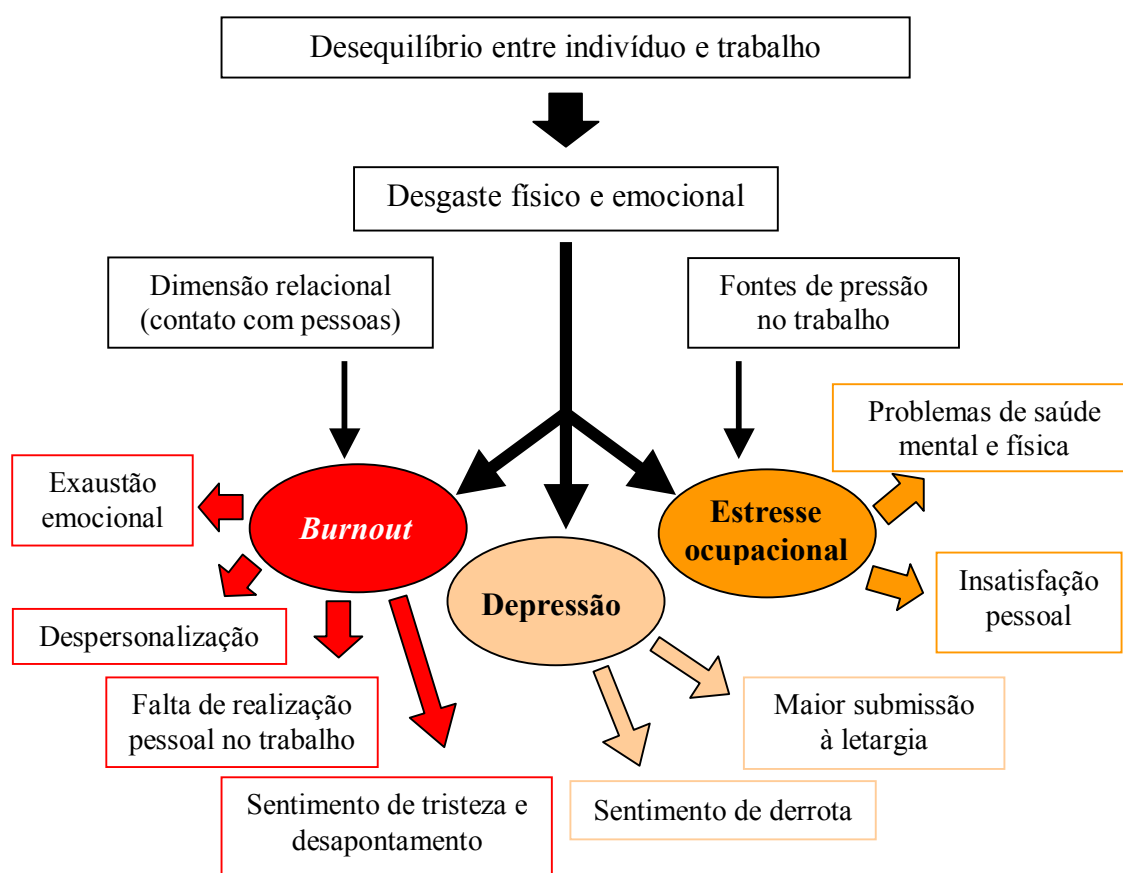 Desequilíbrio entre indivíduo e trabalho
Desgaste físico e emocional
Dimensão relacional
(contato com pessoas)
Fontes de pressão
no trabalho
Problemas de saúde
mental e física
Exaustão
emocional
Burnout
Estresse
ocupacional
Insatisfação
pessoal
Depressão
Despersonalização
Falta de realização
pessoal no trabalho
Maior submissão
à letargia
Sentimento de tristeza e
desapontamento
Sentimento de derrota